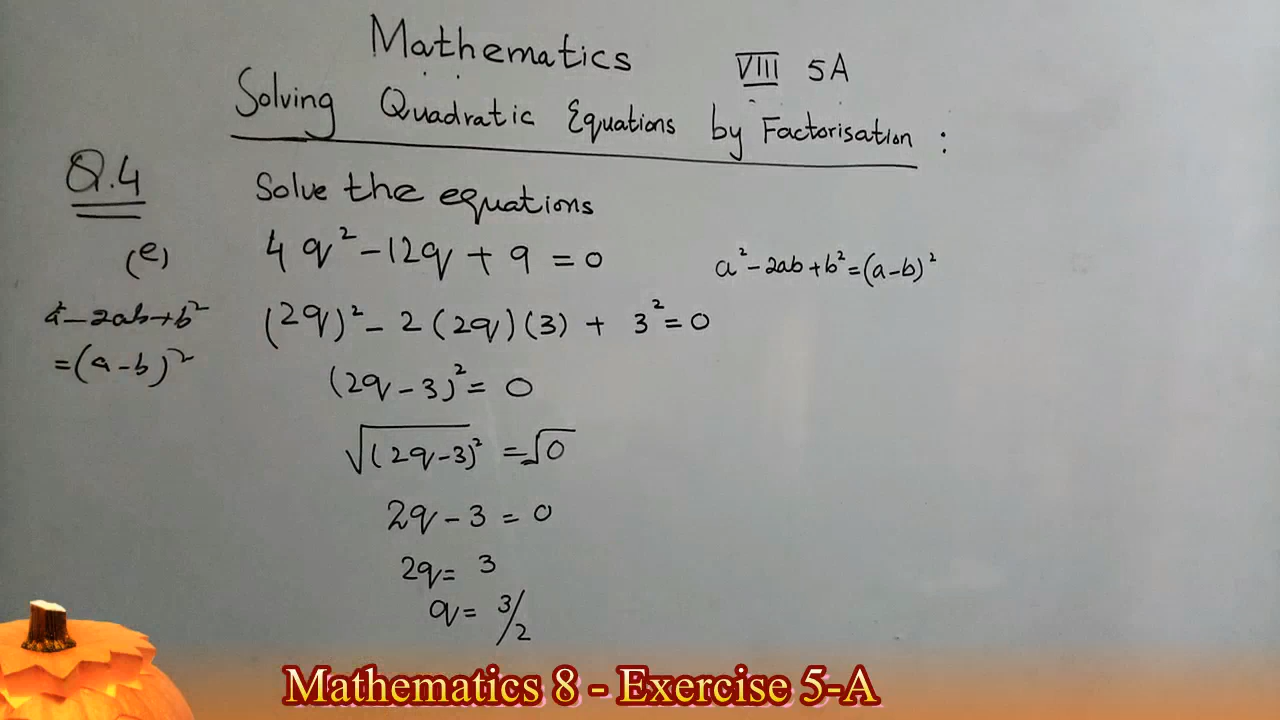 Mathematics VIII 5A
Solving Quadratic Equations by Factorisation :
Q.4 Solve the equations
(e) 4q² - 12q + 9 = 0 a² - 2ab + b² = (a-b)²
a² - 2ab + b² (2q)² - 2(2q)(3) + 3² = 0
= (a-b)² (2q - 3)² = 0
√(2q-3)² = √0
2q - 3 = 0
2q = 3
q = 3/2
Mathematics 8 - Exercise 5-A